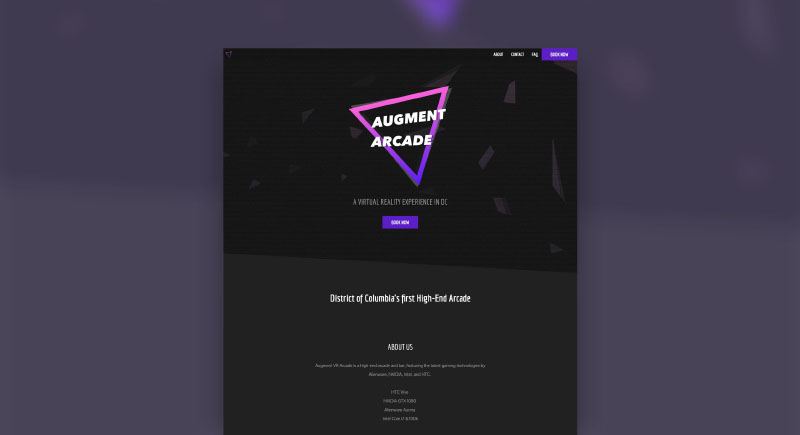 ABOUT CONTACT FAQ BOOK NOW
AUGMENT
ARCADE
A VIRTUAL REALITY EXPERIENCE IN DC
BOOK NOW
District of Columbia's first High-End Arcade
ABOUT US
Augment VR Arcade is a high end arcade and bar, featuring the latest gaming technologies by
Alienware, NVIDIA, Intel, and HTC.
HTC Vive
NVIDIA GTX 1080
Alienware Aurora
Intel Core i7-6700k